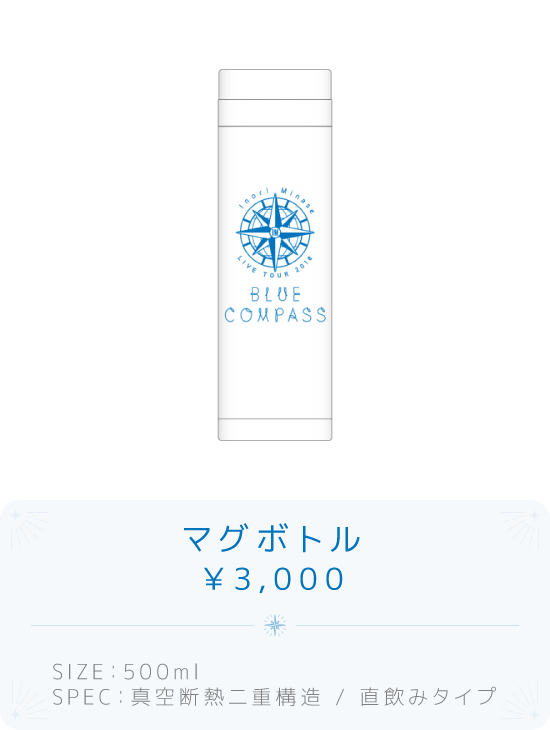 Inori Minase
IM
LIVE TOUR 2018
BLUE
COMPASS
マグボトル
￥3,000
SIZE：500ml
SPEC：真空断熱二重構造 / 直飲みタイプ